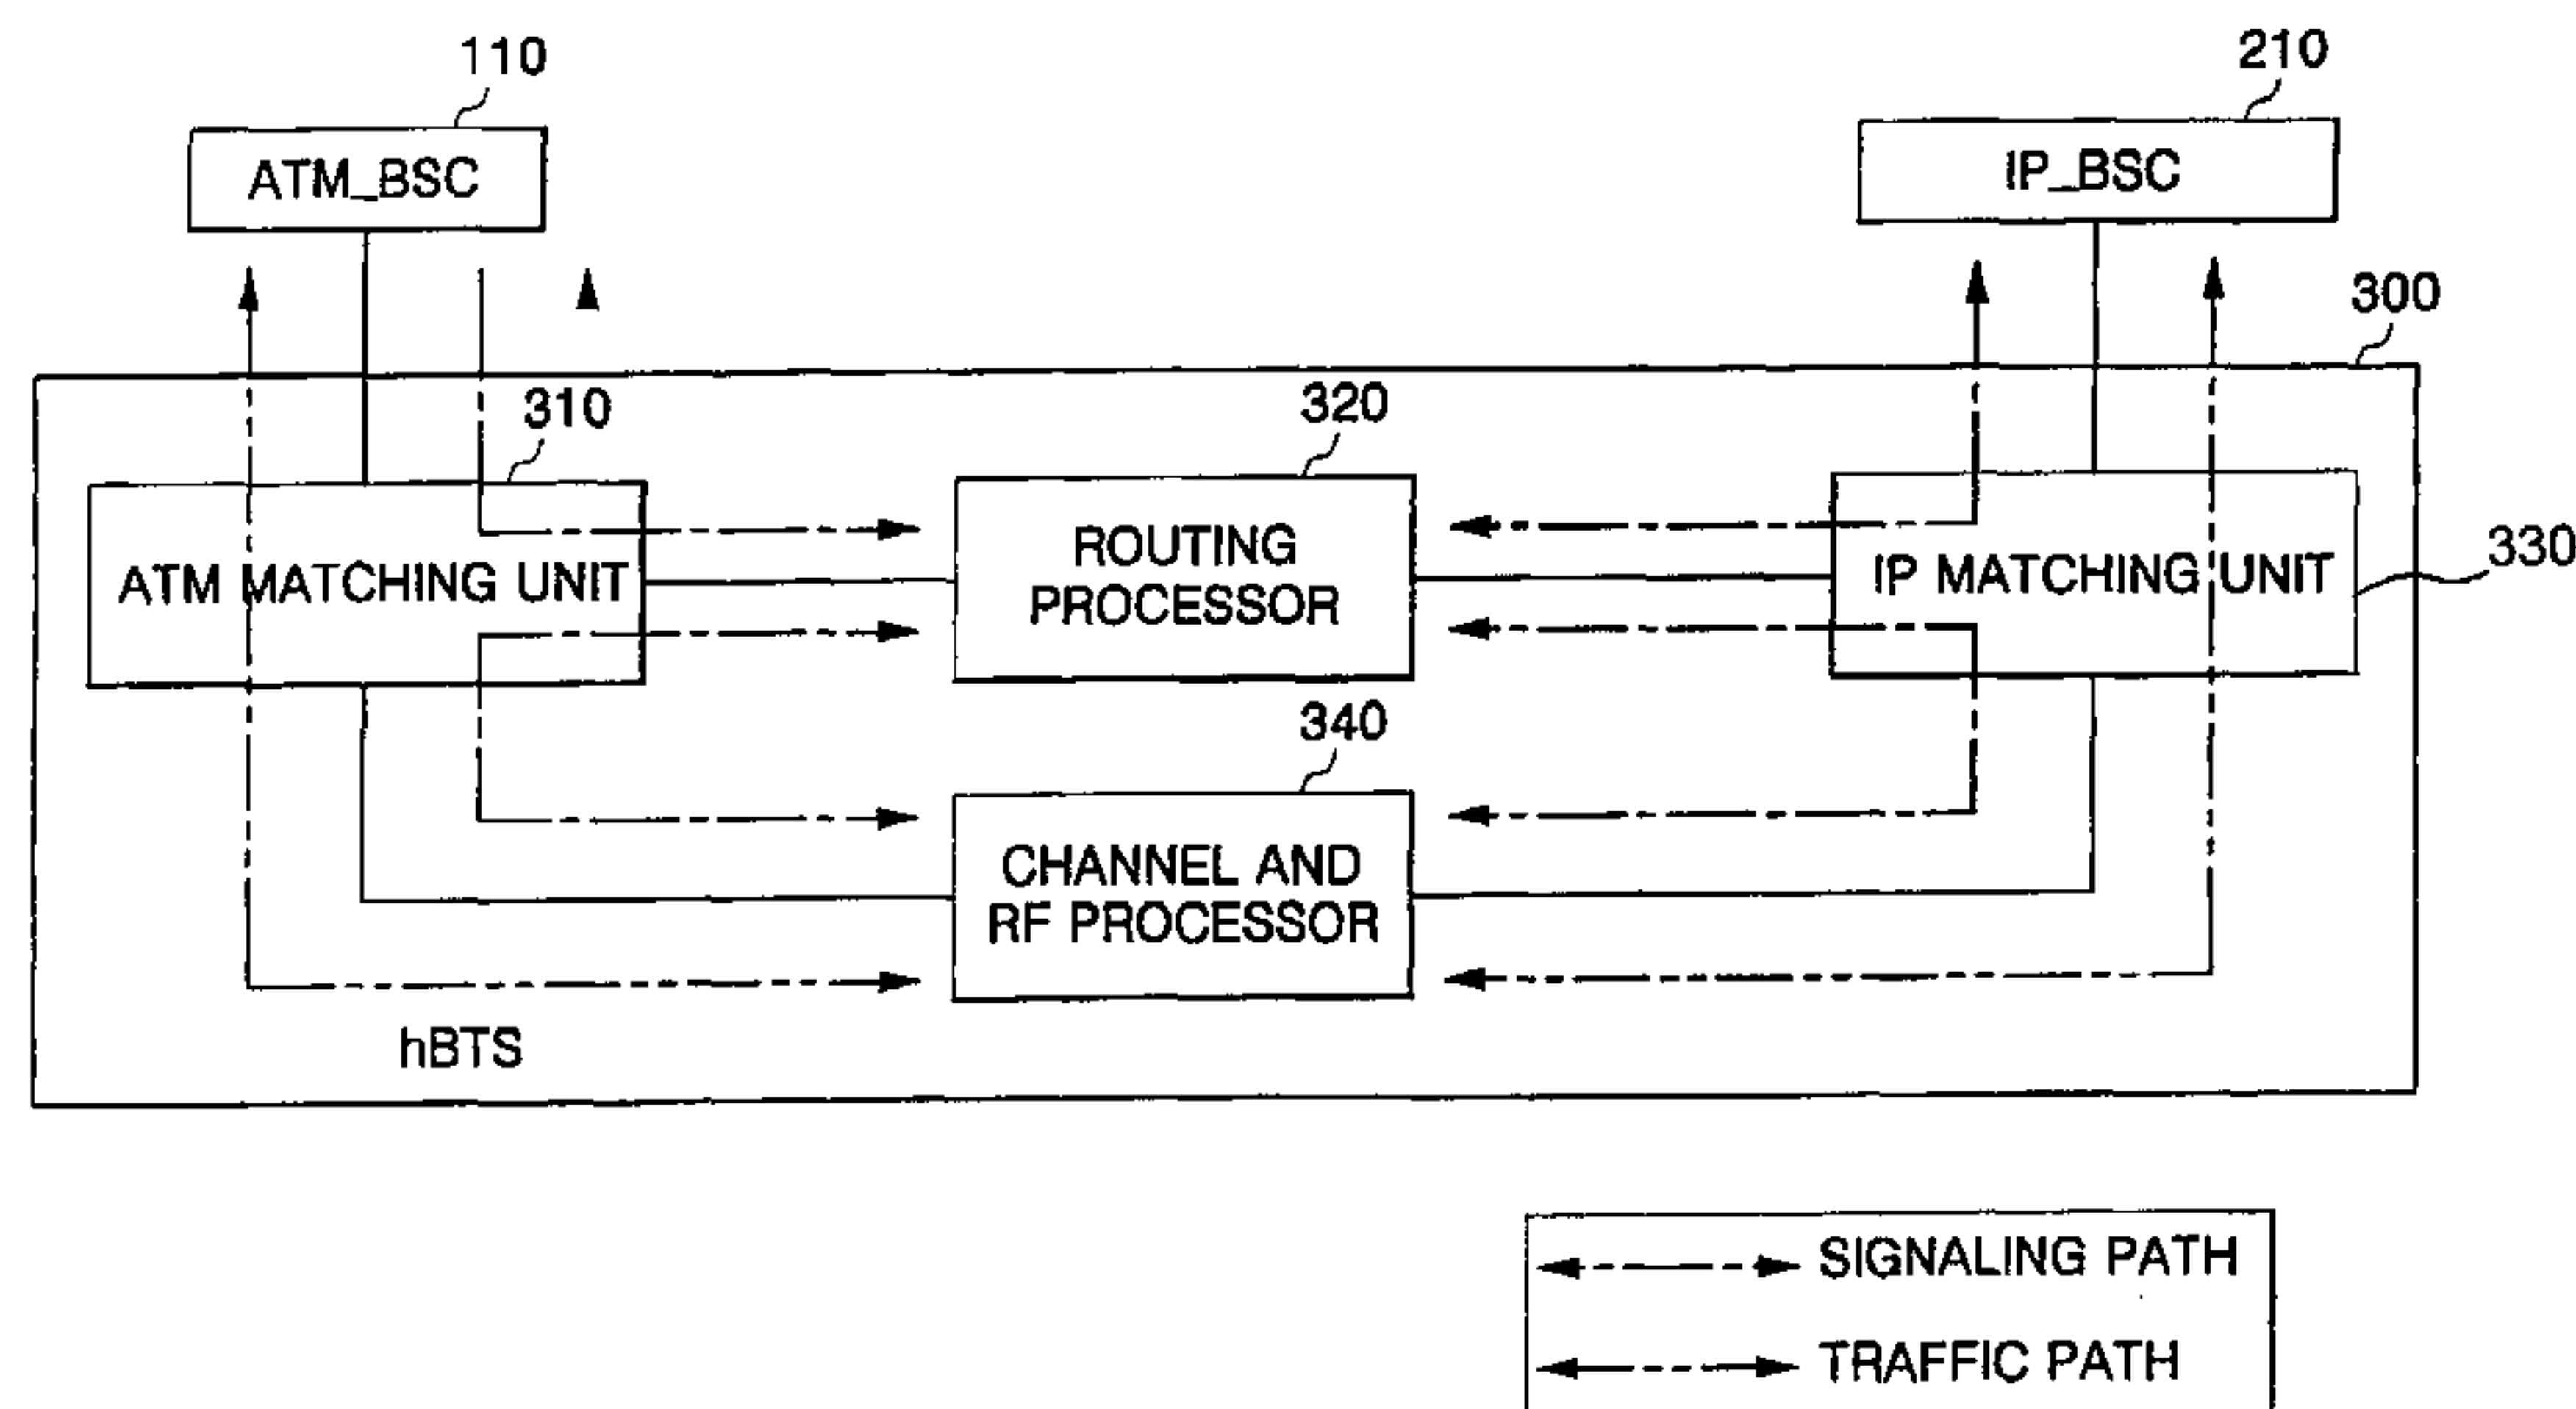 110
210
ATM_BSC
IP_BSC
300
310
320
ROUTING
PROCESSOR
ATM MATCHING UNIT
IP MATCHING UNIT
330
340
CHANNEL AND
RF PROCESSOR
hBTS
SIGNALING PATH
TRAFFIC PATH